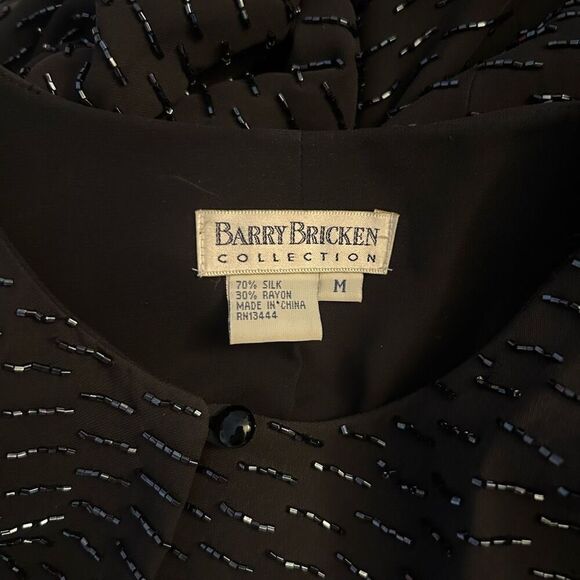 BARRY BRICKEN
COLLECTION
70% SILK
30% RAYON
MADE IN CHINA
RN13444
M